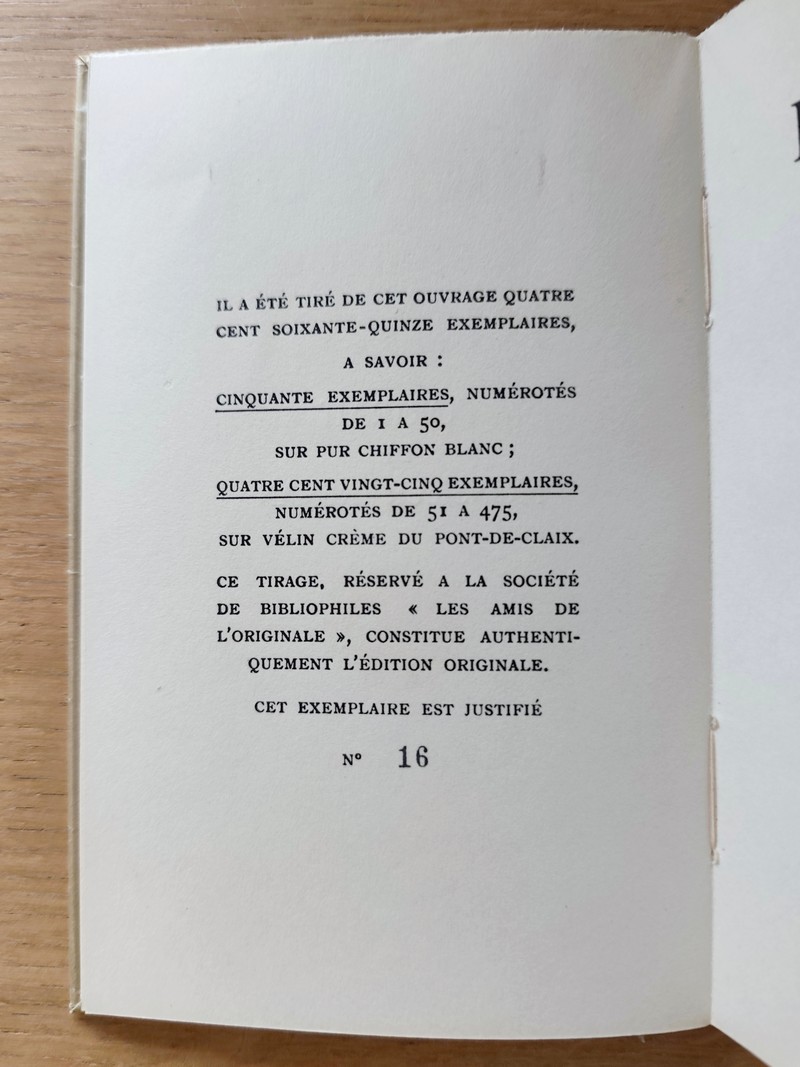 IL A ÉTÉ TIRÉ DE CET OUVRAGE QUATRE
CENT SOIXANTE-QUINZE EXEMPLAIRES,
A SAVOIR :
CINQUANTE EXEMPLAIRES, NUMÉROTÉS
DE 1 A 50,
SUR PUR CHIFFON BLANC ;
QUATRE CENT VINGT-CINQ EXEMPLAIRES,
NUMÉROTÉS DE 51 A 475,
SUR VÉLIN CRÈME DU PONT-DE-CLAIX.
CE TIRAGE, RÉSERVÉ A LA SOCIÉTÉ
DE BIBLIOPHILES « LES AMIS DE
L'ORIGINALE », CONSTITUE AUTHENTI-
QUEMENT L'ÉDITION ORIGINALE.
CET EXEMPLAIRE EST JUSTIFIÉ
Nº 16